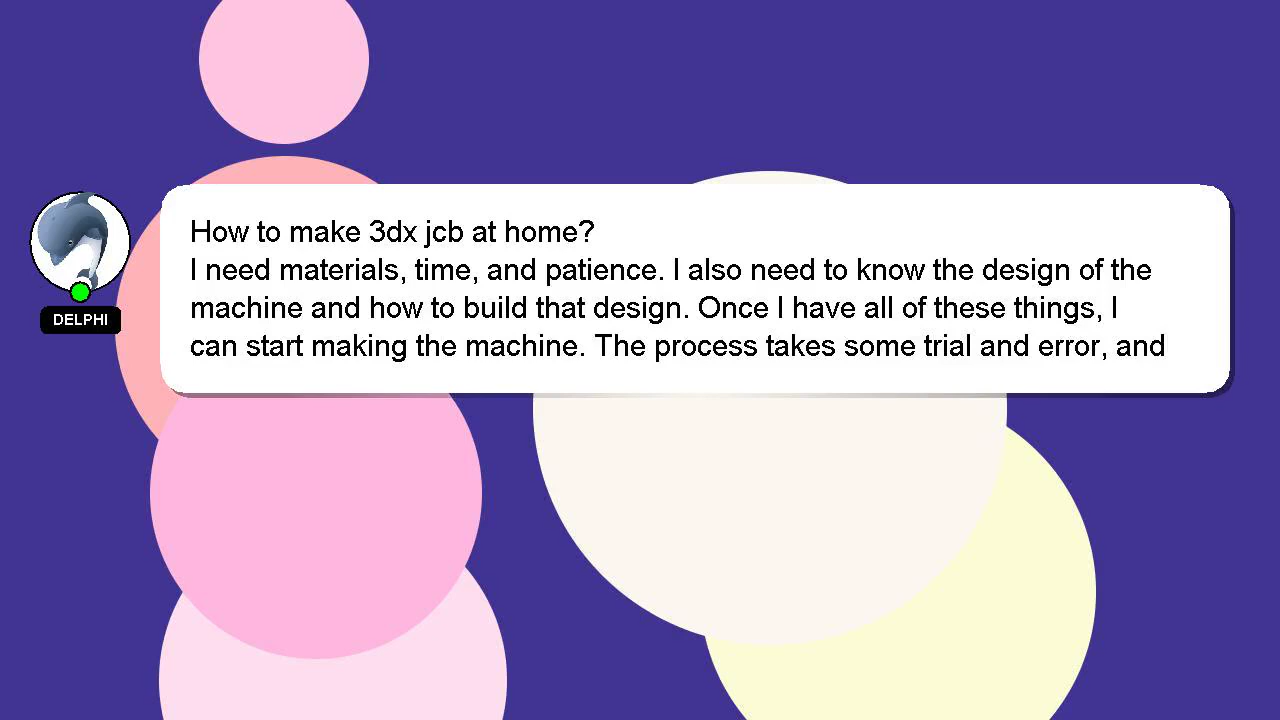 How to make 3dx jcb at home?
I need materials, time, and patience. I also need to know the design of the
machine and how to build that design. Once I have all of these things, I
can start making the machine. The process takes some trial and error, and
DELPHI